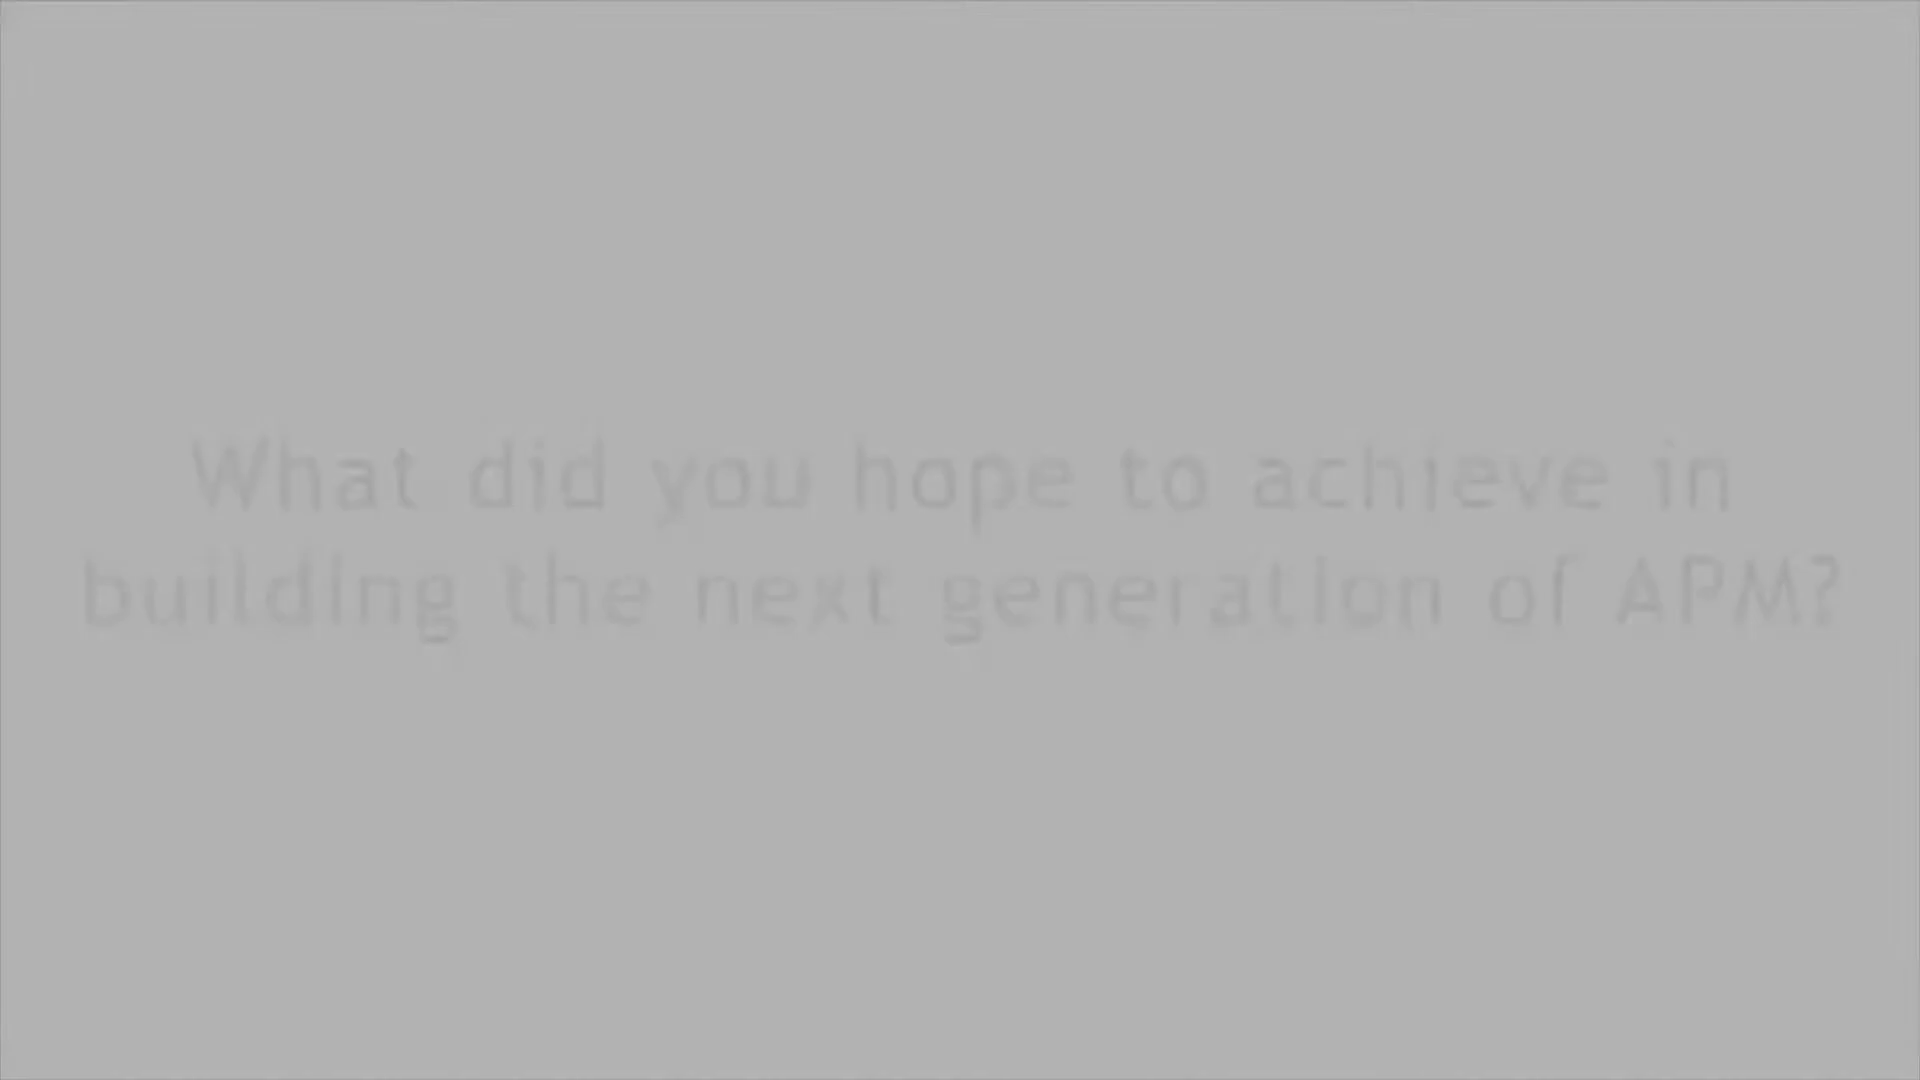 What did you hope to achieve in
building the next generation of APM?